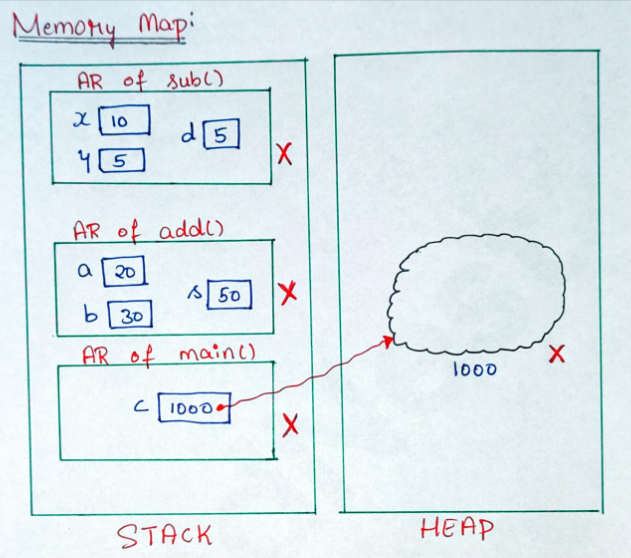 Memory Map:
AR of sub()
x 10
d 5
y 5
X
AR of add()
a 20
s 50
b 30
X
AR of main()
c 1000
X
1000
X
STACK
HEAP